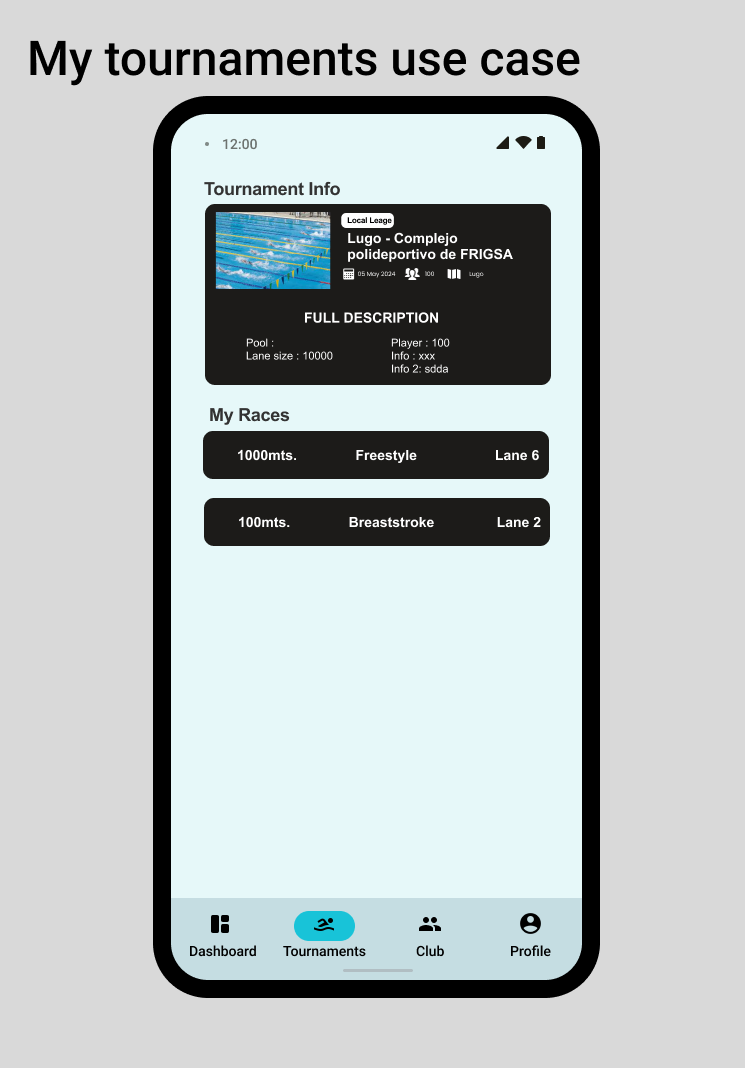 My tournaments use case
12:00
Tournament Info
Local Leage
Lugo - Complejo
polideportivo de FRIGSA
05 May 2024 100 Lugo
FULL DESCRIPTION
Pool :
Lane size : 10000
Player : 100
Info : xxx
Info 2: sdda
My Races
1000mts. Freestyle Lane 6
100mts. Breaststroke Lane 2
Dashboard Tournaments Club Profile